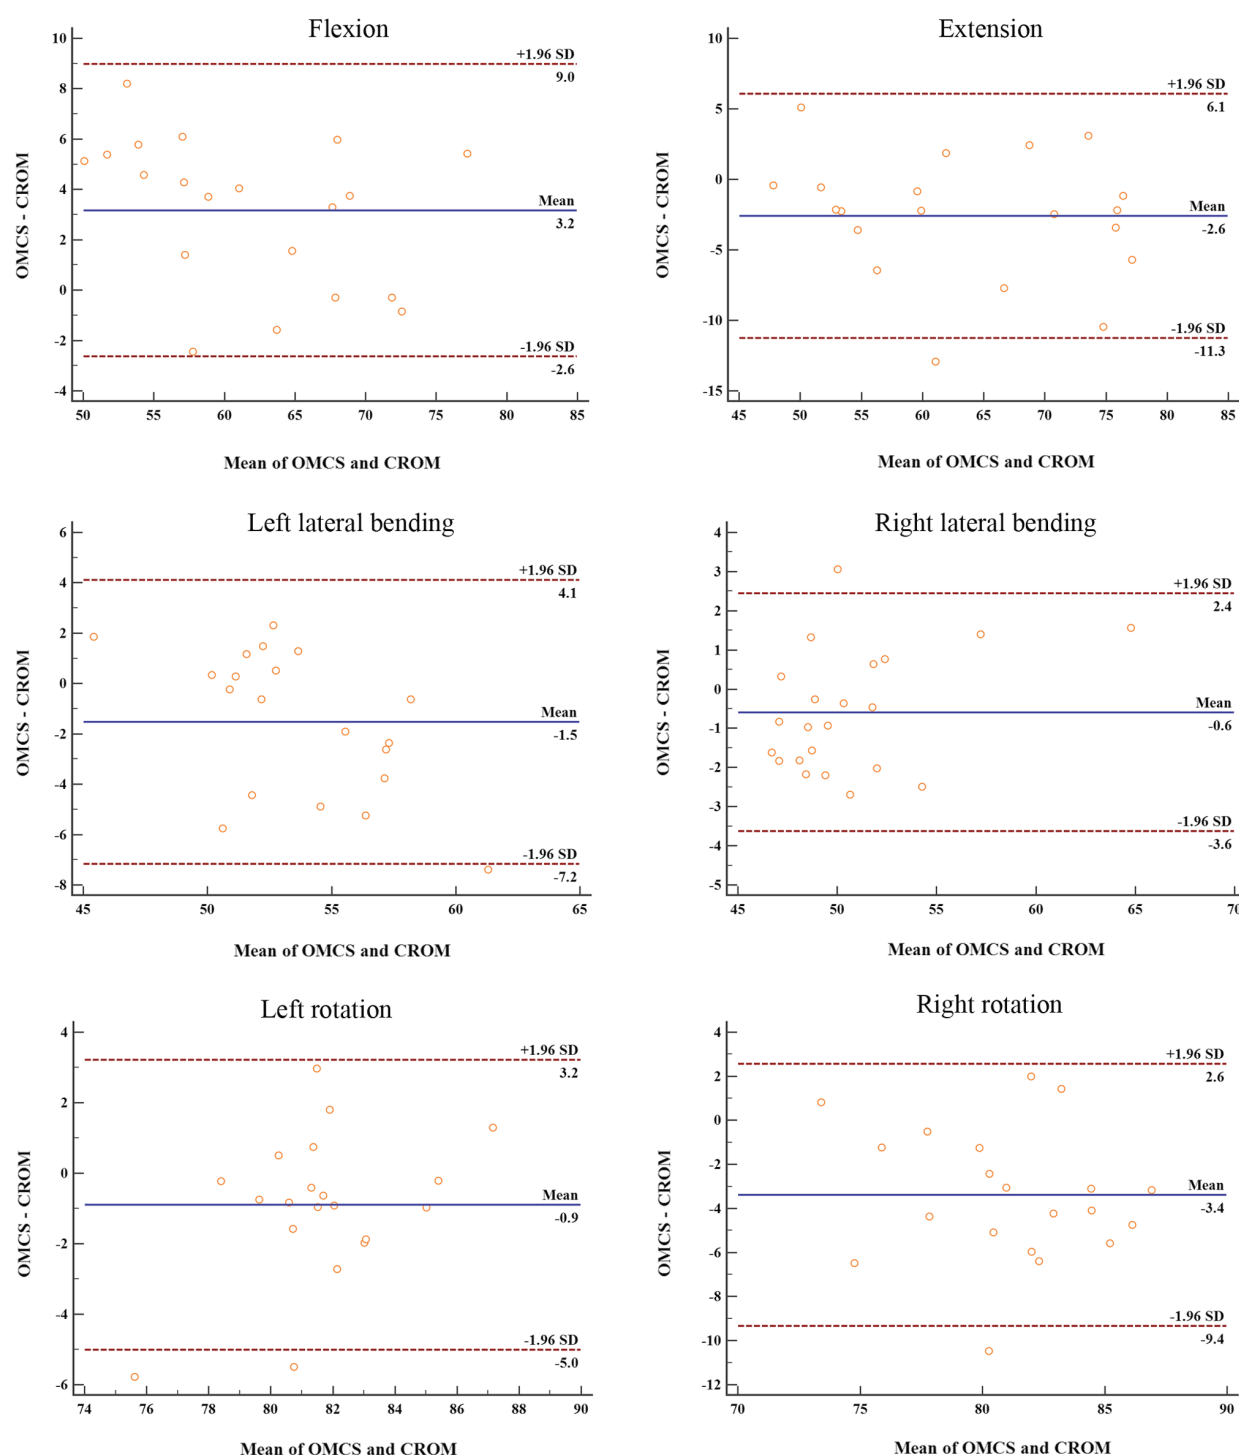 Flexion
10
8
6
4
2
0
-2
-4
50
55
60
65
70
75
80
85
+1.96 SD
9.0
Mean
3.2
-1.96 SD
-2.6
OMCS - CROM
Mean of OMCS and CROM
Extension
10
5
0
-5
-10
-15
45
50
55
60
65
70
75
80
85
+1.96 SD
6.1
Mean
-2.6
-1.96 SD
-11.3
OMCS - CROM
Mean of OMCS and CROM
Left lateral bending
6
4
2
0
-2
-4
-6
-8
45
50
55
60
65
+1.96 SD
4.1
Mean
-1.5
-1.96 SD
-7.2
OMCS - CROM
Mean of OMCS and CROM
Right lateral bending
4
3
2
1
0
-1
-2
-3
-4
-5
45
50
55
60
65
70
+1.96 SD
2.4
Mean
-0.6
-1.96 SD
-3.6
OMCS - CROM
Mean of OMCS and CROM
Left rotation
4
2
0
-2
-4
-6
74
76
78
80
82
84
86
88
90
+1.96 SD
3.2
Mean
-0.9
-1.96 SD
-5.0
OMCS - CROM
Mean of OMCS and CROM
Right rotation
4
2
0
-2
-4
-6
-8
-10
-12
70
75
80
85
90
+1.96 SD
2.6
Mean
-3.4
-1.96 SD
-9.4
OMCS - CROM
Mean of OMCS and CROM